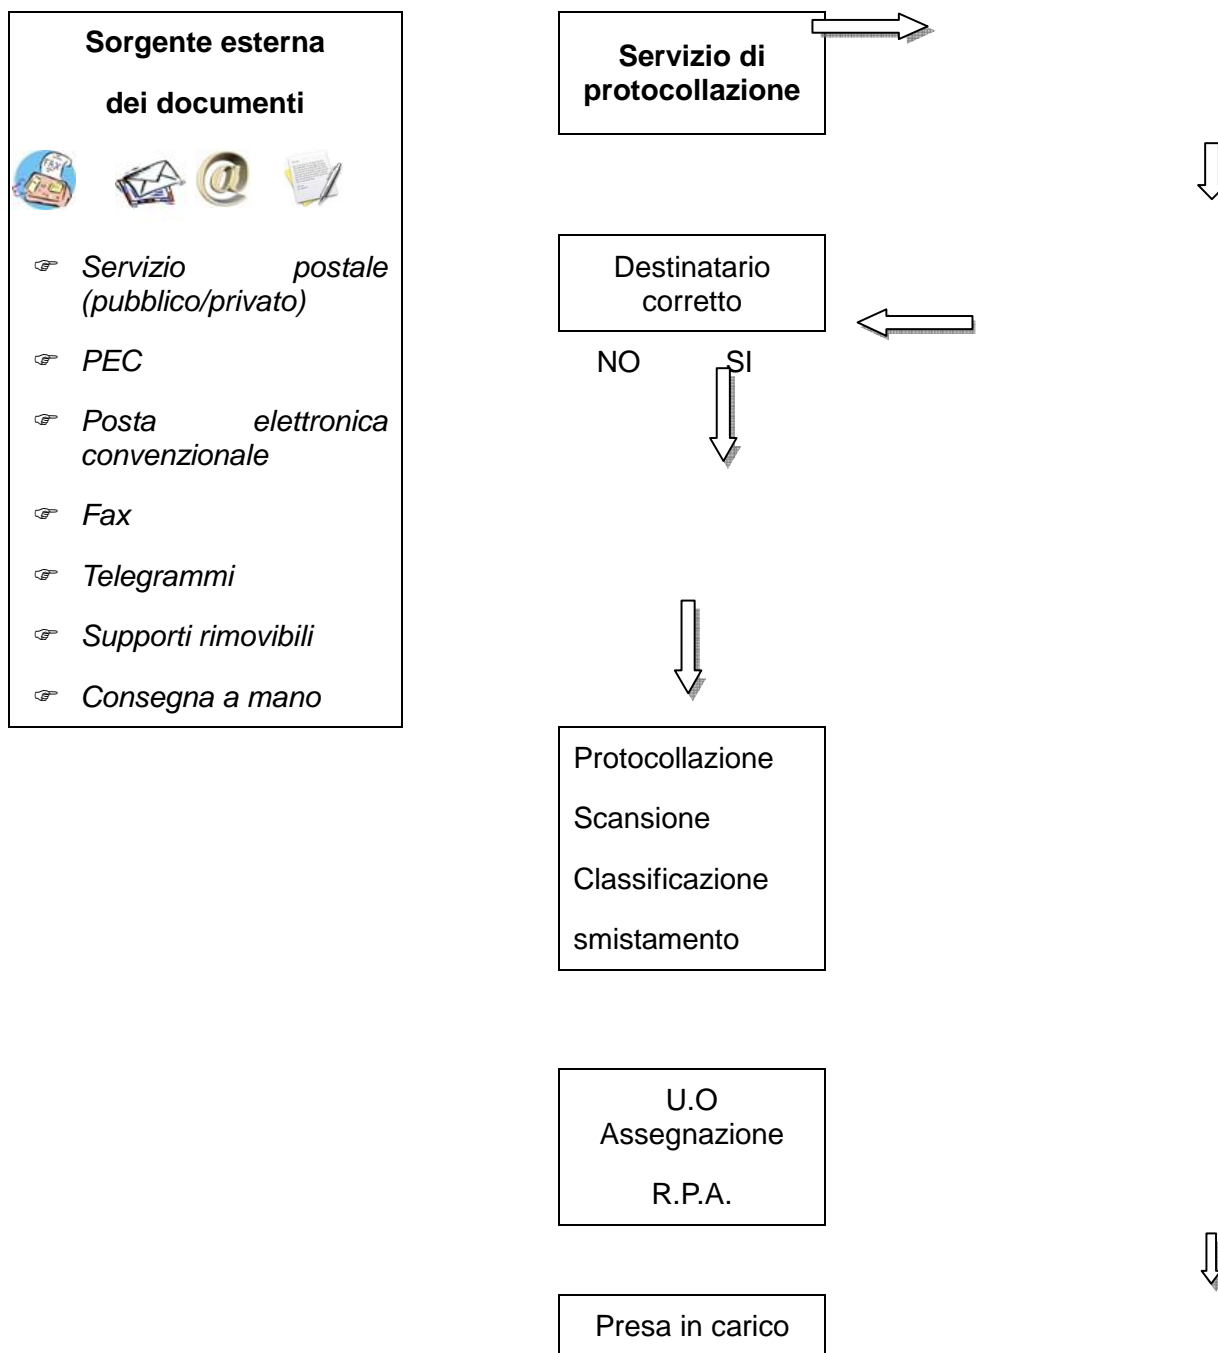 Sorgente esterna
dei documenti
FAX
@
Servizio postale
(pubblico/privato)
PEC
Posta elettronica
convenzionale
Fax
Telegrammi
Supporti rimovibili
Consegna a mano
Servizio di
protocollazione
Destinatario
corretto
NO SI
Protocollazione
Scansione
Classificazione
smistamento
U.O
Assegnazione
R.P.A.
Presa in carico